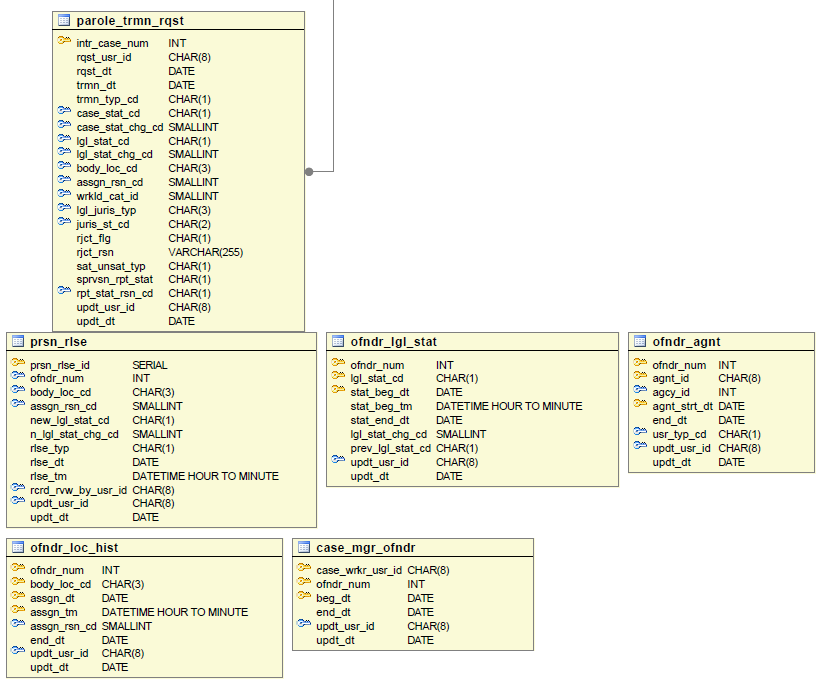 parole_trmn_rqst
intr_case_num INT
rqst_usr_id CHAR(8)
rqst_dt DATE
trmn_dt DATE
trmn_typ_cd CHAR(1)
case_stat_cd CHAR(1)
case_stat_chg_cd SMALLINT
lgl_stat_cd CHAR(1)
lgl_stat_chg_cd SMALLINT
body_loc_cd CHAR(3)
assgn_rsn_cd SMALLINT
wrkld_cat_id SMALLINT
lgl_juris_typ CHAR(3)
juris_st_cd CHAR(2)
rjct_flg CHAR(1)
rjct_rsn VARCHAR(255)
sat_unsat_typ CHAR(1)
sprvsn_rpt_stat CHAR(1)
rpt_stat_rsn_cd CHAR(1)
updt_usr_id CHAR(8)
updt_dt DATE
prsn_rlse
prsn_rlse_id SERIAL
ofndr_num INT
body_loc_cd CHAR(3)
assgn_rsn_cd SMALLINT
new_lgl_stat_cd CHAR(1)
n_lgl_stat_chg_cd SMALLINT
rlse_typ CHAR(1)
rlse_dt DATE
rlse_tm DATETIME HOUR TO MINUTE
rcrd_rvw_by_usr_id CHAR(8)
updt_usr_id CHAR(8)
updt_dt DATE
ofndr_lgl_stat
ofndr_num INT
lgl_stat_cd CHAR(1)
stat_beg_dt DATE
stat_beg_tm DATETIME HOUR TO MINUTE
stat_end_dt DATE
lgl_stat_chg_cd SMALLINT
prev_lgl_stat_cd CHAR(1)
updt_usr_id CHAR(8)
updt_dt DATE
ofndr_agnt
ofndr_num INT
agnt_id CHAR(8)
agcy_id INT
agnt_strt_dt DATE
end_dt DATE
usr_typ_cd CHAR(1)
updt_usr_id CHAR(8)
updt_dt DATE
ofndr_loc_hist
ofndr_num INT
body_loc_cd CHAR(3)
assgn_dt DATE
assgn_tm DATETIME HOUR TO MINUTE
assgn_rsn_cd SMALLINT
end_dt DATE
updt_usr_id CHAR(8)
updt_dt DATE
case_mgr_ofndr
case_wrkr_usr_id CHAR(8)
ofndr_num INT
beg_dt DATE
end_dt DATE
updt_usr_id CHAR(8)
updt_dt DATE